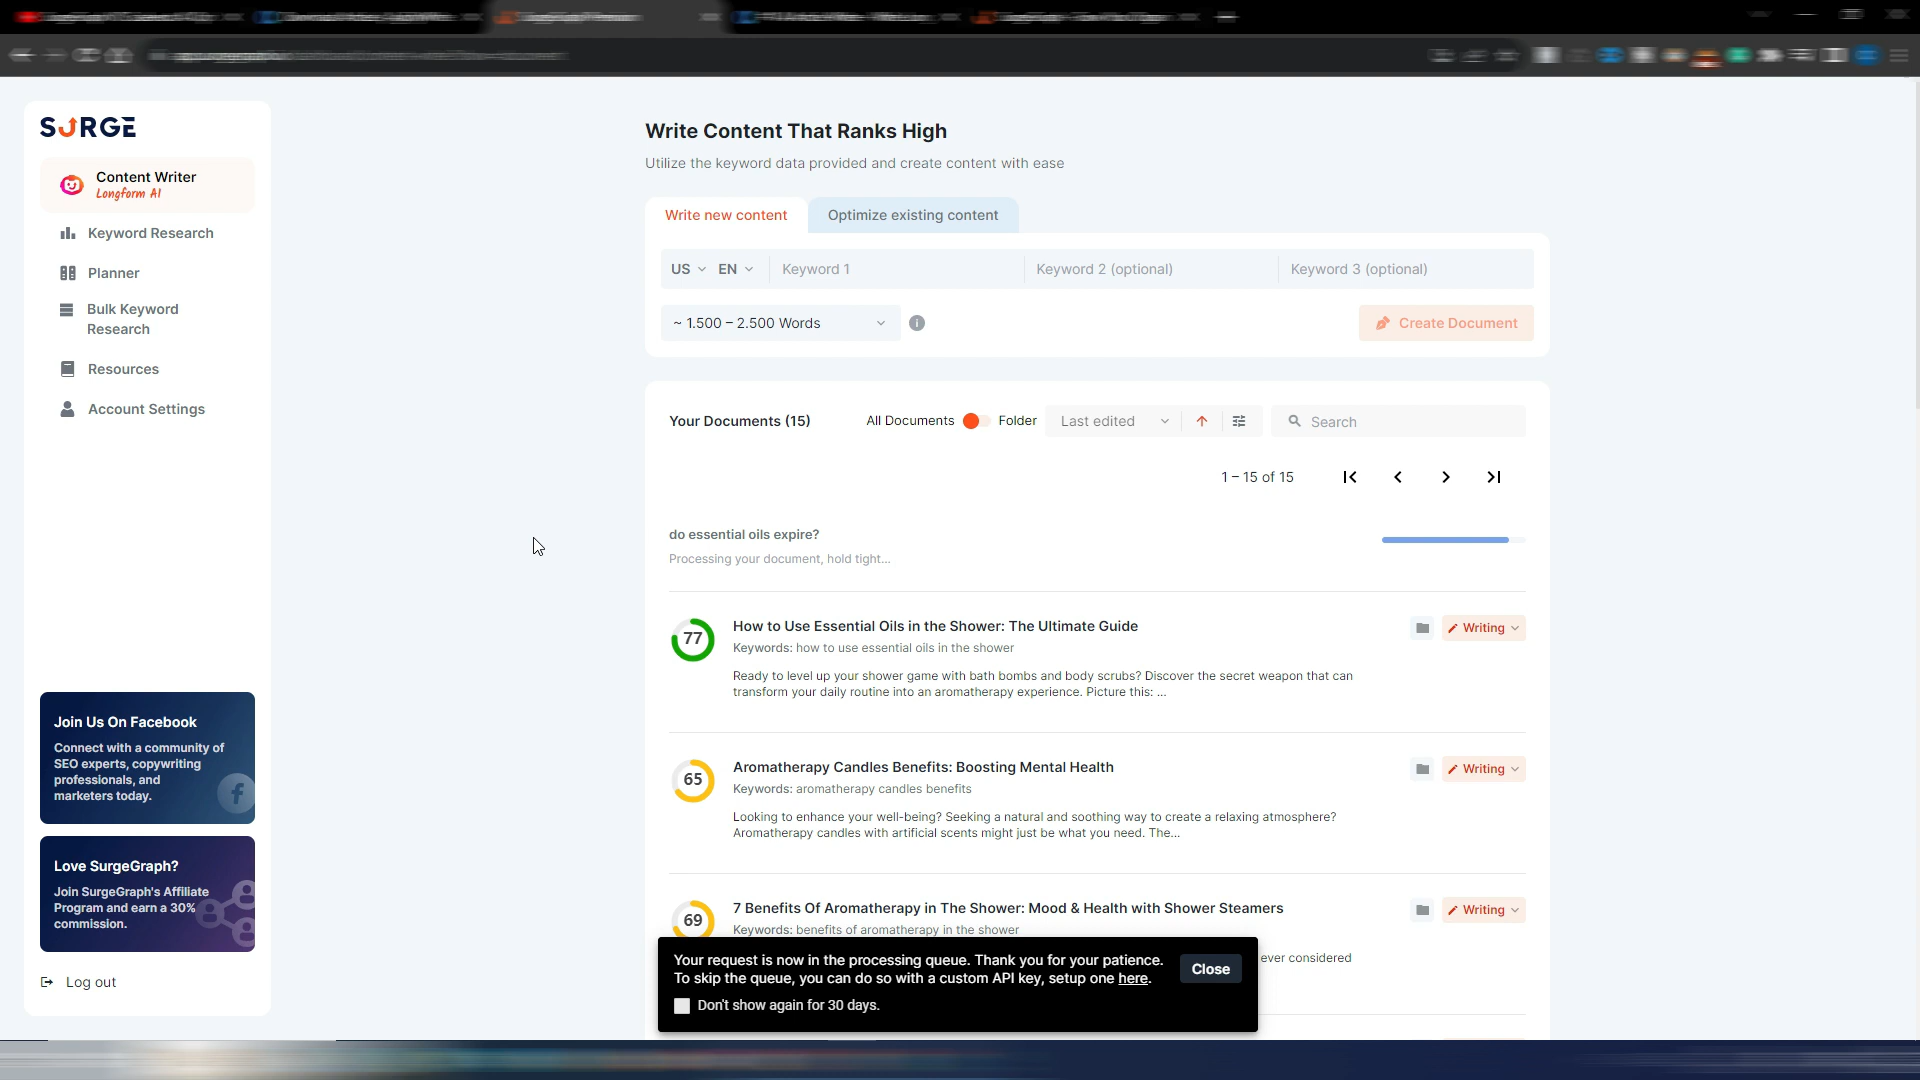 SURGE
Content Writer
Longform AI
Keyword Research
Planner
Bulk Keyword
Research
Resources
Account Settings
Join Us On Facebook
Connect with a community of
SEO experts, copywriting
professionals, and
marketers today.
Love SurgeGraph?
Join SurgeGraph's Affiliate
Program and earn a 30%
commission.
Log out
Write Content That Ranks High
Utilize the keyword data provided and create content with ease
Write new content
Optimize existing content
US
EN
Keyword 1
Keyword 2 (optional)
Keyword 3 (optional)
~ 1.500 – 2.500 Words
Create Document
Your Documents (15)
All Documents
Folder
Last edited
Search
1 – 15 of 15
do essential oils expire?
Processing your document, hold tight...
77
How to Use Essential Oils in the Shower: The Ultimate Guide
Keywords: how to use essential oils in the shower
Ready to level up your shower game with bath bombs and body scrubs? Discover the secret weapon that can
transform your daily routine into an aromatherapy experience. Picture this: ...
Writing
65
Aromatherapy Candles Benefits: Boosting Mental Health
Keywords: aromatherapy candles benefits
Looking to enhance your well-being? Seeking a natural and soothing way to create a relaxing atmosphere?
Aromatherapy candles with artificial scents might just be what you need. The...
Writing
69
7 Benefits Of Aromatherapy in The Shower: Mood & Health with Shower Steamers
Keywords: benefits of aromatherapy in the shower
ever considered
Writing
Your request is now in the processing queue. Thank you for your patience.
To skip the queue, you can do so with a custom API key, setup one here.
Close
Don't show again for 30 days.